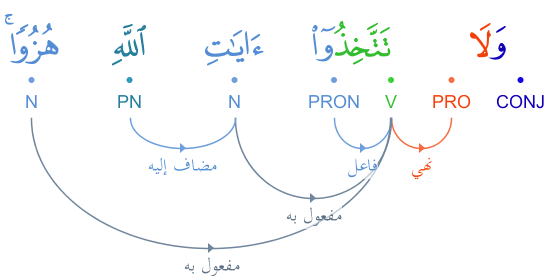 وَلَا تَتَّخِذُوٓا۟ ءَايَـٰتِ ٱللَّهِ هُزُوًا ۚ
CONJ PRO V PRON N PN N
نهي فاعل مضاف إليه
مفعول به
مفعول به